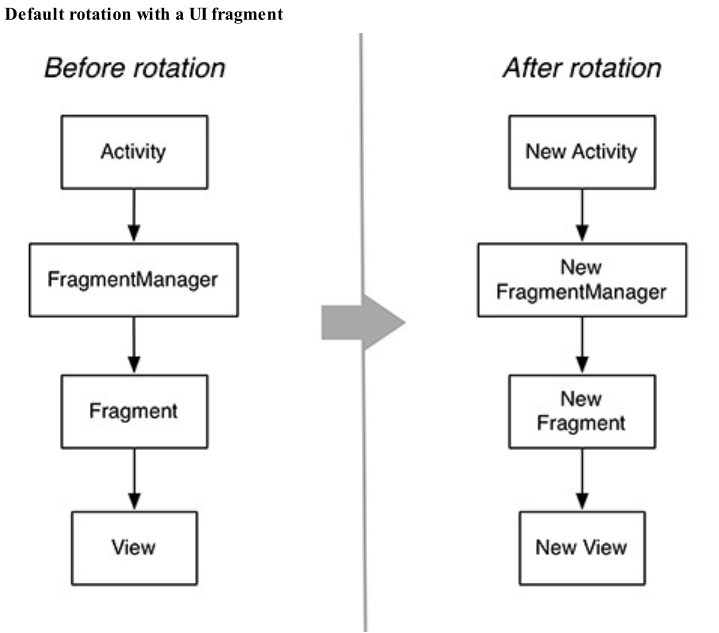 Default rotation with a UI fragment
Before rotation
Activity
FragmentManager
Fragment
View
After rotation
New Activity
New
FragmentManager
New
Fragment
New View